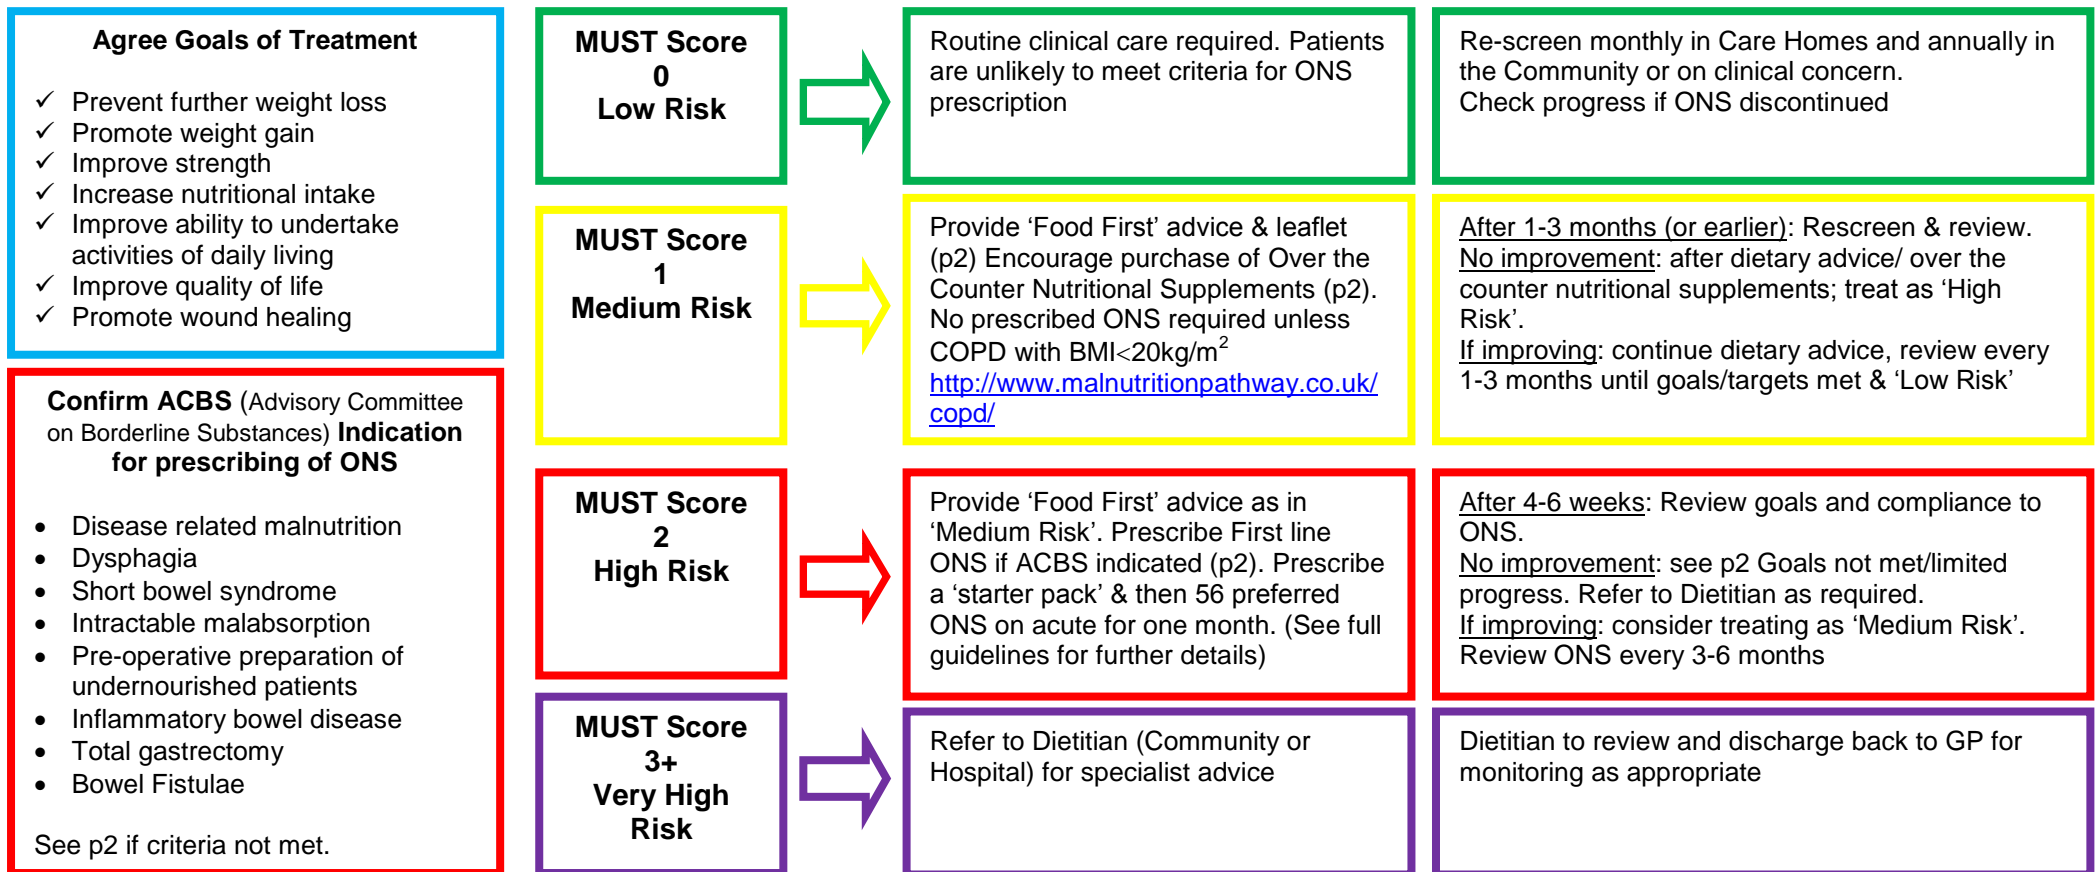 Agree Goals of Treatment
✓ Prevent further weight loss
✓ Promote weight gain
✓ Improve strength
✓ Increase nutritional intake
✓ Improve ability to undertake
activities of daily living
✓ Improve quality of life
✓ Promote wound healing
Confirm ACBS (Advisory Committee
on Borderline Substances) Indication
for prescribing of ONS
• Disease related malnutrition
• Dysphagia
• Short bowel syndrome
• Intractable malabsorption
• Pre-operative preparation of
undernourished patients
• Inflammatory bowel disease
• Total gastrectomy
• Bowel Fistulae
See p2 if criteria not met.
MUST Score
0
Low Risk
Routine clinical care required. Patients
are unlikely to meet criteria for ONS
prescription
Re-screen monthly in Care Homes and annually in
the Community or on clinical concern.
Check progress if ONS discontinued
MUST Score
1
Medium Risk
Provide ‘Food First’ advice & leaflet
(p2) Encourage purchase of Over the
Counter Nutritional Supplements (p2).
No prescribed ONS required unless
COPD with BMI<20kg/m²
http://www.malnutritionpathway.co.uk/
copd/
After 1-3 months (or earlier): Rescreen & review.
No improvement: after dietary advice/ over the
counter nutritional supplements; treat as ‘High
Risk’.
If improving: continue dietary advice, review every
1-3 months until goals/targets met & ‘Low Risk’
MUST Score
2
High Risk
Provide ‘Food First’ advice as in
‘Medium Risk’. Prescribe First line
ONS if ACBS indicated (p2). Prescribe
a ‘starter pack’ & then 56 preferred
ONS on acute for one month. (See full
guidelines for further details)
After 4-6 weeks: Review goals and compliance to
ONS.
No improvement: see p2 Goals not met/limited
progress. Refer to Dietitian as required.
If improving: consider treating as ‘Medium Risk’.
Review ONS every 3-6 months
MUST Score
3+
Very High
Risk
Refer to Dietitian (Community or
Hospital) for specialist advice
Dietitian to review and discharge back to GP for
monitoring as appropriate